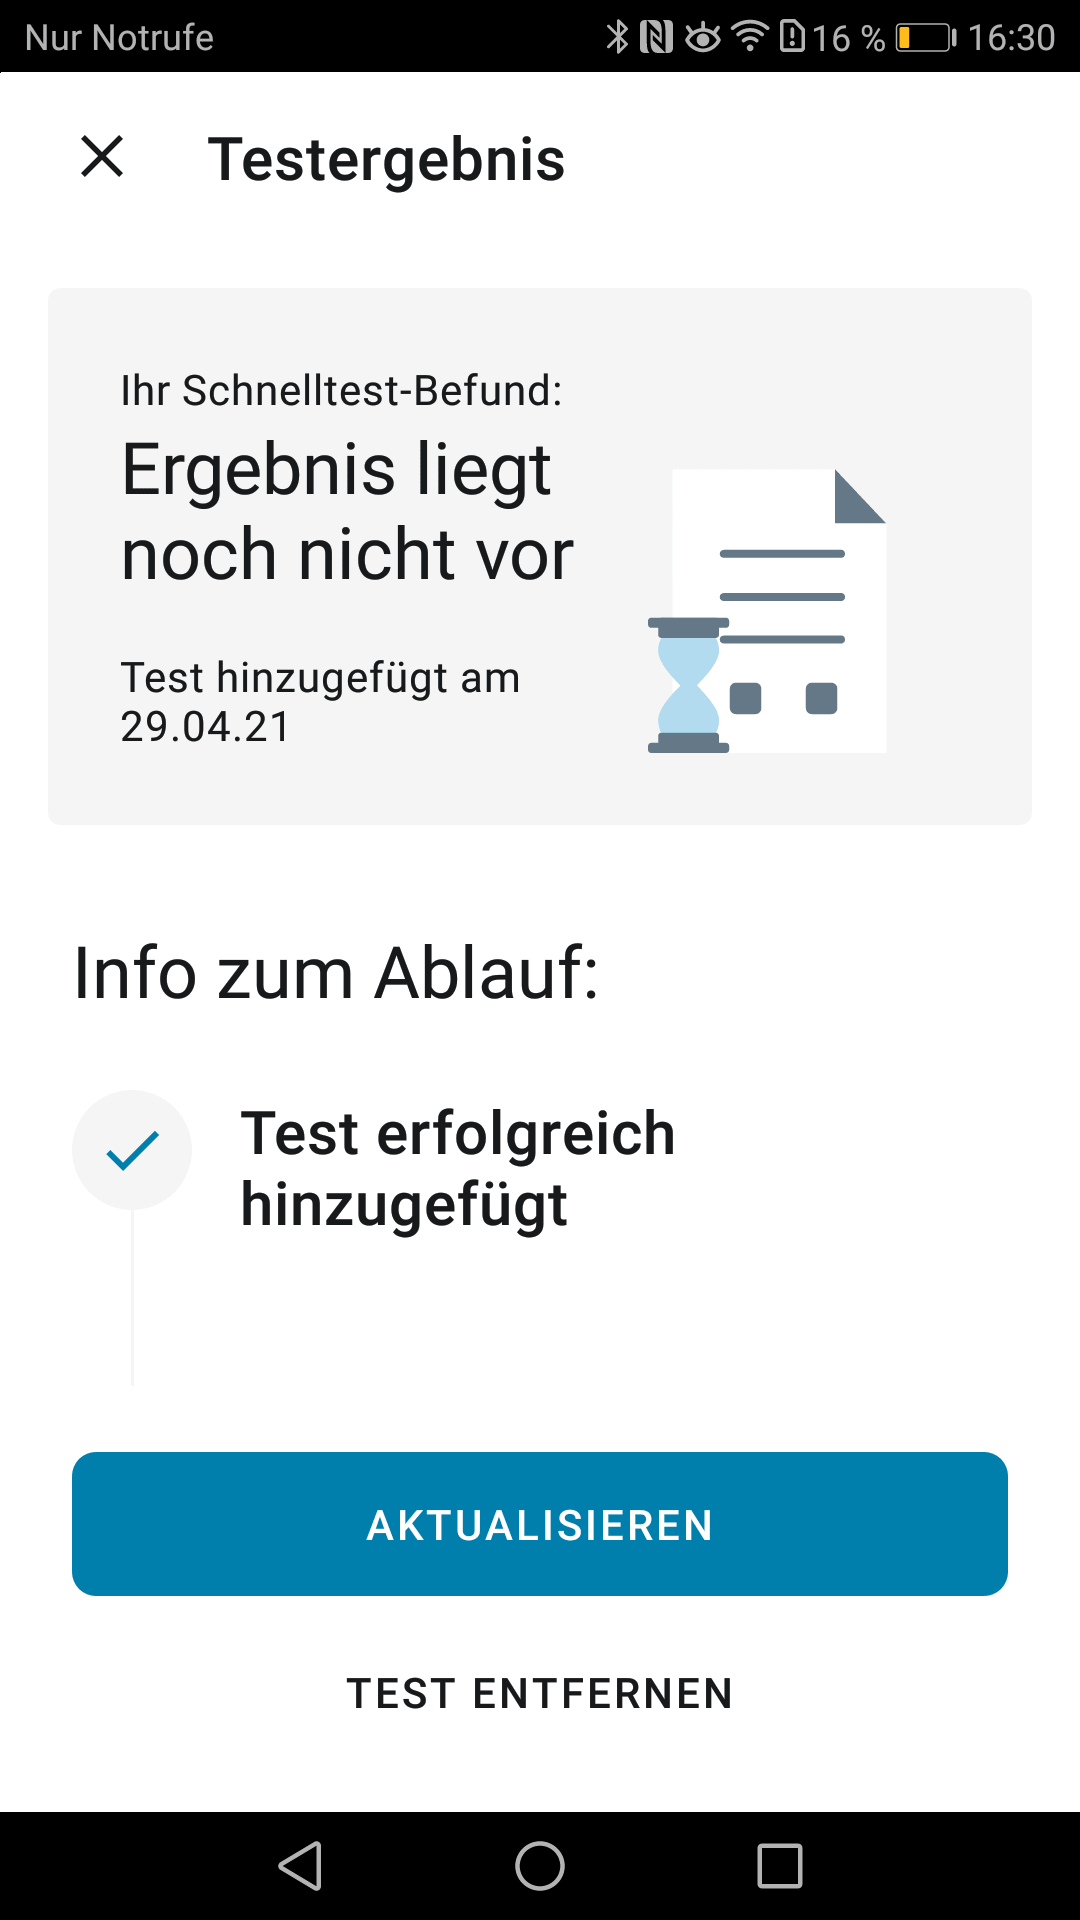 Nur Notrufe 16 % 16:30
Testergebnis
Ihr Schnelltest-Befund:
Ergebnis liegt
noch nicht vor
Test hinzugefügt am
29.04.21
Info zum Ablauf:
Test erfolgreich
hinzugefügt
AKTUALISIEREN
TEST ENTFERNEN